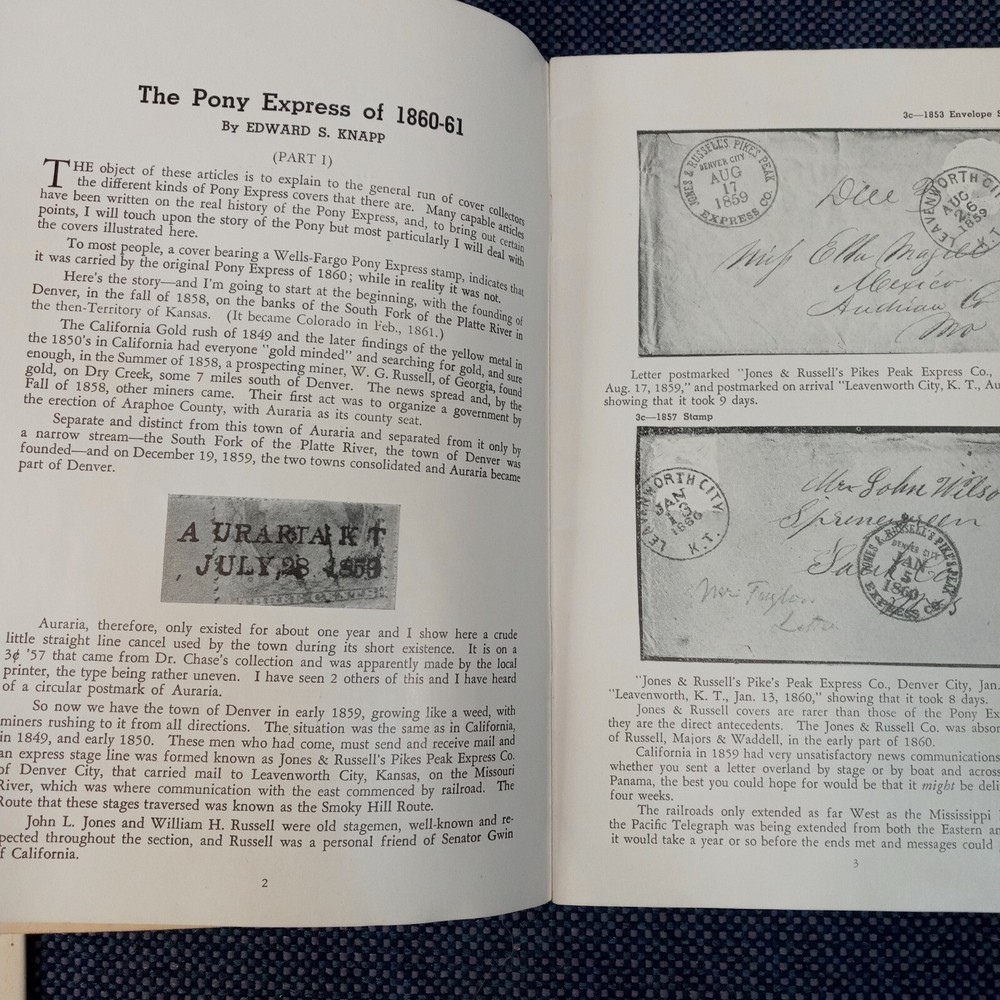 The Pony Express of 1860-61
By EDWARD S. KNAPP
(PART I)
THE object of these articles is to explain to the general run of cover collectors
the different kinds of Pony Express covers that there are. Many capable articles
have been written on the real history of the Pony Express, and, to bring out certain
points, I will touch upon the story of the Pony but most particularly I will deal with
the covers illustrated here.
To most people, a cover bearing a Wells-Fargo Pony Express stamp, indicates that
it was carried by the original Pony Express of 1860; while in reality it was not.
Here's the story—and I'm going to start at the beginning, with the founding of
Denver, in the fall of 1858, on the banks of the South Fork of the Platte River in
the then-Territory of Kansas. (It became Colorado in Feb., 1861.)
The California Gold rush of 1849 and the later findings of the yellow metal in
the 1850's in California had everyone "gold minded" and searching for gold, and sure
enough, in the Summer of 1858, a prospecting miner, W. G. Russell, of Georgia, found
gold, on Dry Creek, some 7 miles south of Denver. The news spread and, by the
Fall of 1858, other miners came. Their first act was to organize a government by
the erection of Araphoe County, with Auraria as its county seat.
Separate and distinct from this town of Auraria and separated from it only by
a narrow stream—the South Fork of the Platte River, the town of Denver was
founded—and on December 19, 1859, the two towns consolidated and Auraria became
part of Denver.
A URARIA K T
JULY, 28 1859
THREE CENTS
Auraria, therefore, only existed for about one year and I show here a crude
little straight line cancel used by the town during its short existence. It is on a
3¢ '57 that came from Dr. Chase's collection and was apparently made by the local
printer, the type being rather uneven. I have seen 2 others of this and I have heard
of a circular postmark of Auraria.
So now we have the town of Denver in early 1859, growing like a weed, with
miners rushing to it from all directions. The situation was the same as in California,
in 1849, and early 1850. These men who had come, must send and receive mail and
an express stage line was formed known as Jones & Russell's Pikes Peak Express Co.
of Denver City, that carried mail to Leavenworth City, Kansas, on the Missouri
River, which was where communication with the east commenced by railroad. The
Route that these stages traversed was known as the Smoky Hill Route.
John L. Jones and William H. Russell were old stagemen, well-known and re-
pected throughout the section, and Russell was a personal friend of Senator Gwin
f California.
2
3c—1853 Envelope S
JONES & RUSSELL'S PIKE'S PEAK
EXPRESS CO.
DENVER CITY
AUG
17
1859
LEAVENWORTH CITY
K.T.
AUG
26
1859
Miss
Mexico
Co
Mo
Letter postmarked "Jones & Russell's Pikes Peak Express Co.,
Aug. 17, 1859," and postmarked on arrival "Leavenworth City, K. T., Au
showing that it took 9 days.
3c—1857 Stamp
LEAVENWORTH CITY
K.T.
JAN
13
1860
Mr John Wilso
JONES & RUSSELL'S PIKE'S PEAK
EXPRESS CO.
DENVER CITY
JAN
5
1860
"Jones & Russell's Pike's Peak Express Co., Denver City, Jan.
"Leavenworth, K. T., Jan. 13, 1860," showing that it took 8 days.
Jones & Russell covers are rarer than those of the Pony Ex
they are the direct antecedents. The Jones & Russell Co. was absor
of Russell, Majors & Waddell, in the early part of 1860.
California in 1859 had very unsatisfactory news communications
whether you sent a letter overland by stage or by boat and across
Panama, the best you could hope for would be that it might be deli
four weeks.
The railroads only extended as far West as the Mississippi
the Pacific Telegraph was being extended from both the Eastern an
it would take a year or so before the ends met and messages could
3